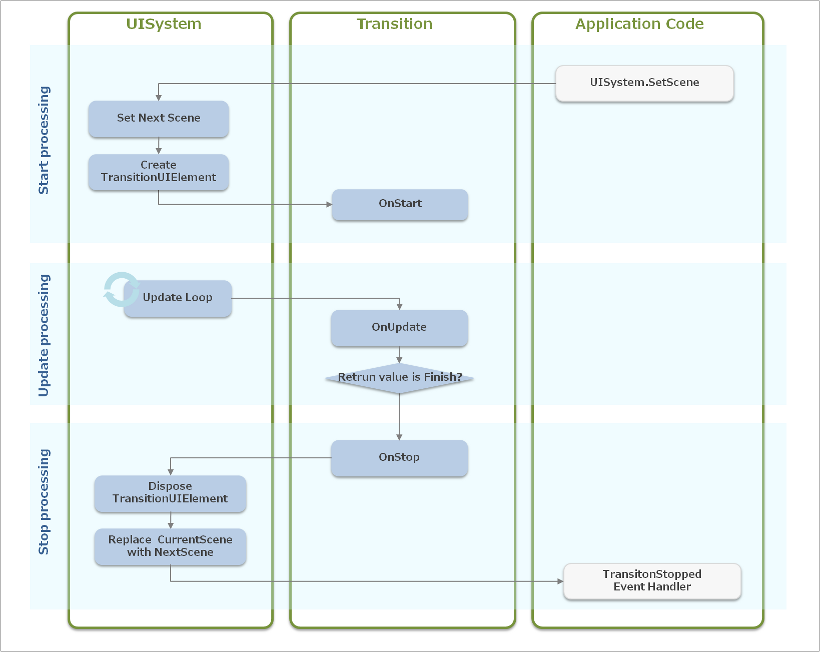 UISystem
Transition
Application Code
Start processing
UISystem.SetScene
Set Next Scene
Create
TransitionUIElement
OnStart
Update processing
Update Loop
OnUpdate
Retrun value is Finish?
Stop processing
OnStop
Dispose
TransitionUIElement
Replace CurrentScene
with NextScene
TransitonStopped
Event Handler